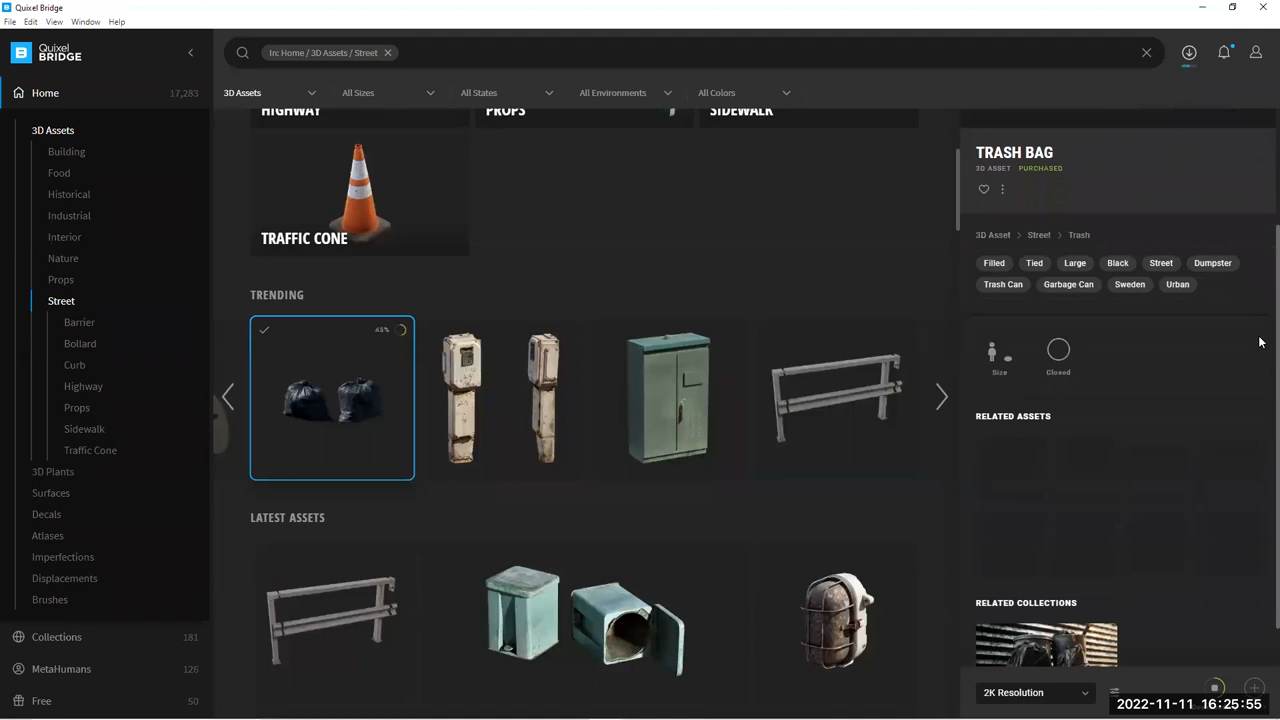 Quixel Bridge
File Edit View Window Help
Quixel
BRIDGE
In: Home / 3D Assets / Street
Home 17,283
3D Assets All Sizes All States All Environments All Colors
3D Assets
Building
Food
Historical
Industrial
Interior
Nature
Props
Street
Barrier
Bollard
Curb
Highway
Props
Sidewalk
Traffic Cone
3D Plants
Surfaces
Decals
Atlases
Imperfections
Displacements
Brushes
Collections 181
MetaHumans 126
Free 50
HIGHWAY PROPS SIDEWALK
TRAFFIC CONE
TRENDING
45%
LATEST ASSETS
TRASH BAG
3D ASSET PURCHASED
3D Asset > Street > Trash
Filled Tied Large Black Street Dumpster
Trash Can Garbage Can Sweden Urban
Size Closed
RELATED ASSETS
RELATED COLLECTIONS
2K Resolution
2022-11-11 16:25:55